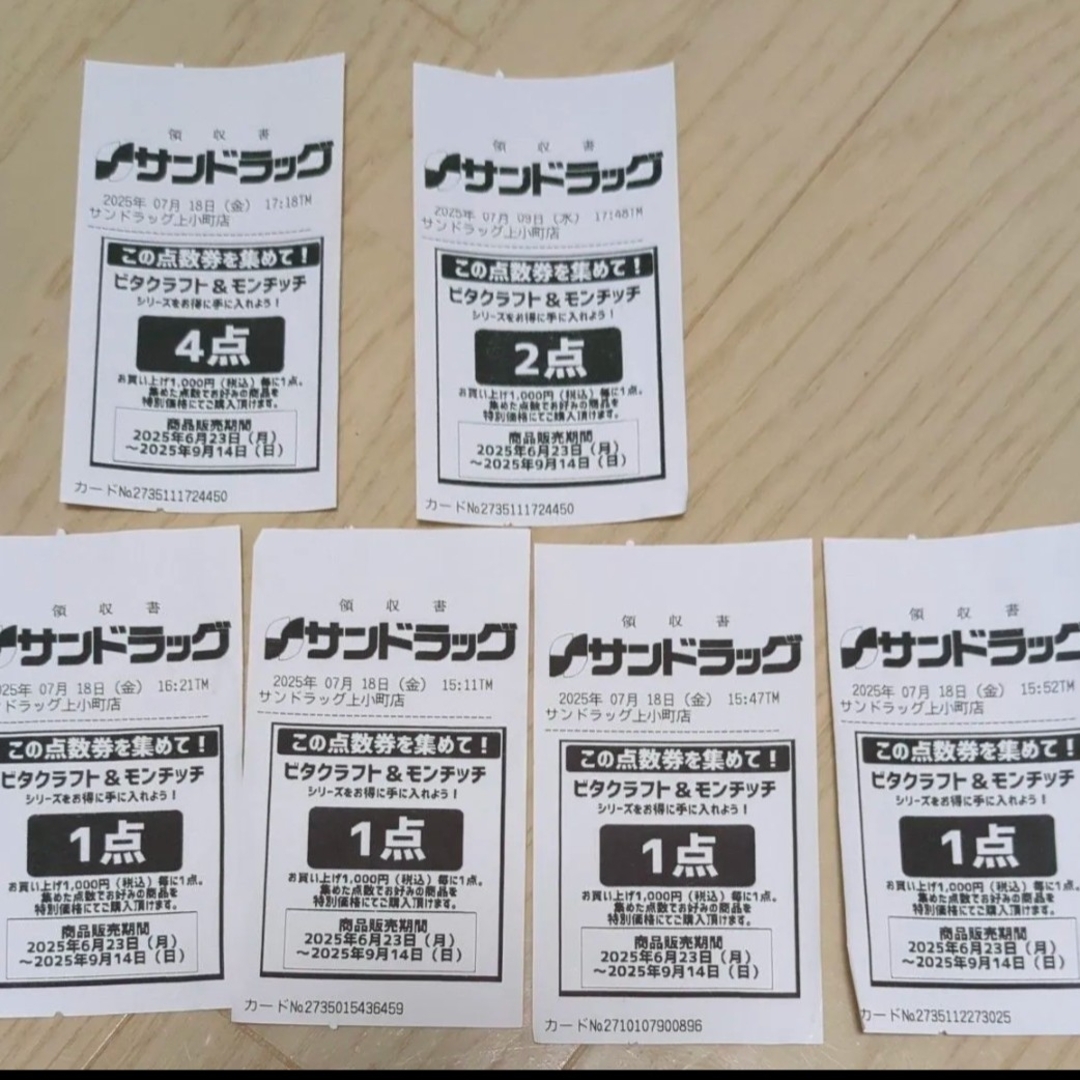 領 収 書
サンドラッグ
2025年 07月 18日（金） 17:18TM
サンドラッグ上小町店
この点数券を集めて！
ビタクラフト＆モンチッチ
シリーズをお得に手に入れよう！
4点
お買い上げ1,000円（税込）毎に1点。
集めた点数でお好みの商品を
特別価格にてご購入頂けます。
商品販売期間
2025年6月23日（月）
～2025年9月14日（日）
カードNo2735111724450
領 収 書
サンドラッグ
2025年 07月 09日（水） 17:48TM
サンドラッグ上小町店
この点数券を集めて！
ビタクラフト＆モンチッチ
シリーズをお得に手に入れよう！
2点
お買い上げ1,000円（税込）毎に1点。
集めた点数でお好みの商品を
特別価格にてご購入頂けます。
商品販売期間
2025年6月23日（月）
～2025年9月14日（日）
カードNo2735111724450
領 収 書
サンドラッグ
25年 07月 18日（金） 16:21TM
ドラッグ上小町店
この点数券を集めて！
ビタクラフト＆モンチッチ
シリーズをお得に手に入れよう！
1点
お買い上げ1,000円（税込）毎に1点。
集めた点数でお好みの商品を
特別価格にてご購入頂けます。
商品販売期間
2025年6月23日（月）
～2025年9月14日（日）
領 収 書
サンドラッグ
2025年 07月 18日（金） 15:11TM
サンドラッグ上小町店
この点数券を集めて！
ビタクラフト＆モンチッチ
シリーズをお得に手に入れよう！
1点
お買い上げ1,000円（税込）毎に1点。
集めた点数でお好みの商品を
特別価格にてご購入頂けます。
商品販売期間
2025年6月23日（月）
～2025年9月14日（日）
カードNo2735015436459
領 収 書
サンドラッグ
2025年 07月 18日（金） 15:47TM
サンドラッグ上小町店
この点数券を集めて！
ビタクラフト＆モンチッチ
シリーズをお得に手に入れよう！
1点
お買い上げ1,000円（税込）毎に1点。
集めた点数でお好みの商品を
特別価格にてご購入頂けます。
商品販売期間
2025年6月23日（月）
～2025年9月14日（日）
カードNo2710107900896
領 収 書
サンドラッグ
2025年 07月 18日（金） 15:52TM
サンドラッグ上小町店
この点数券を集めて！
ビタクラフト＆モンチッチ
シリーズをお得に手に入れよう！
1点
お買い上げ1,000円（税込）毎に1点。
集めた点数でお好みの商品を
特別価格にてご購入頂けます。
商品販売期間
2025年6月23日（月）
～2025年9月14日（日）
カードNo2735112273025